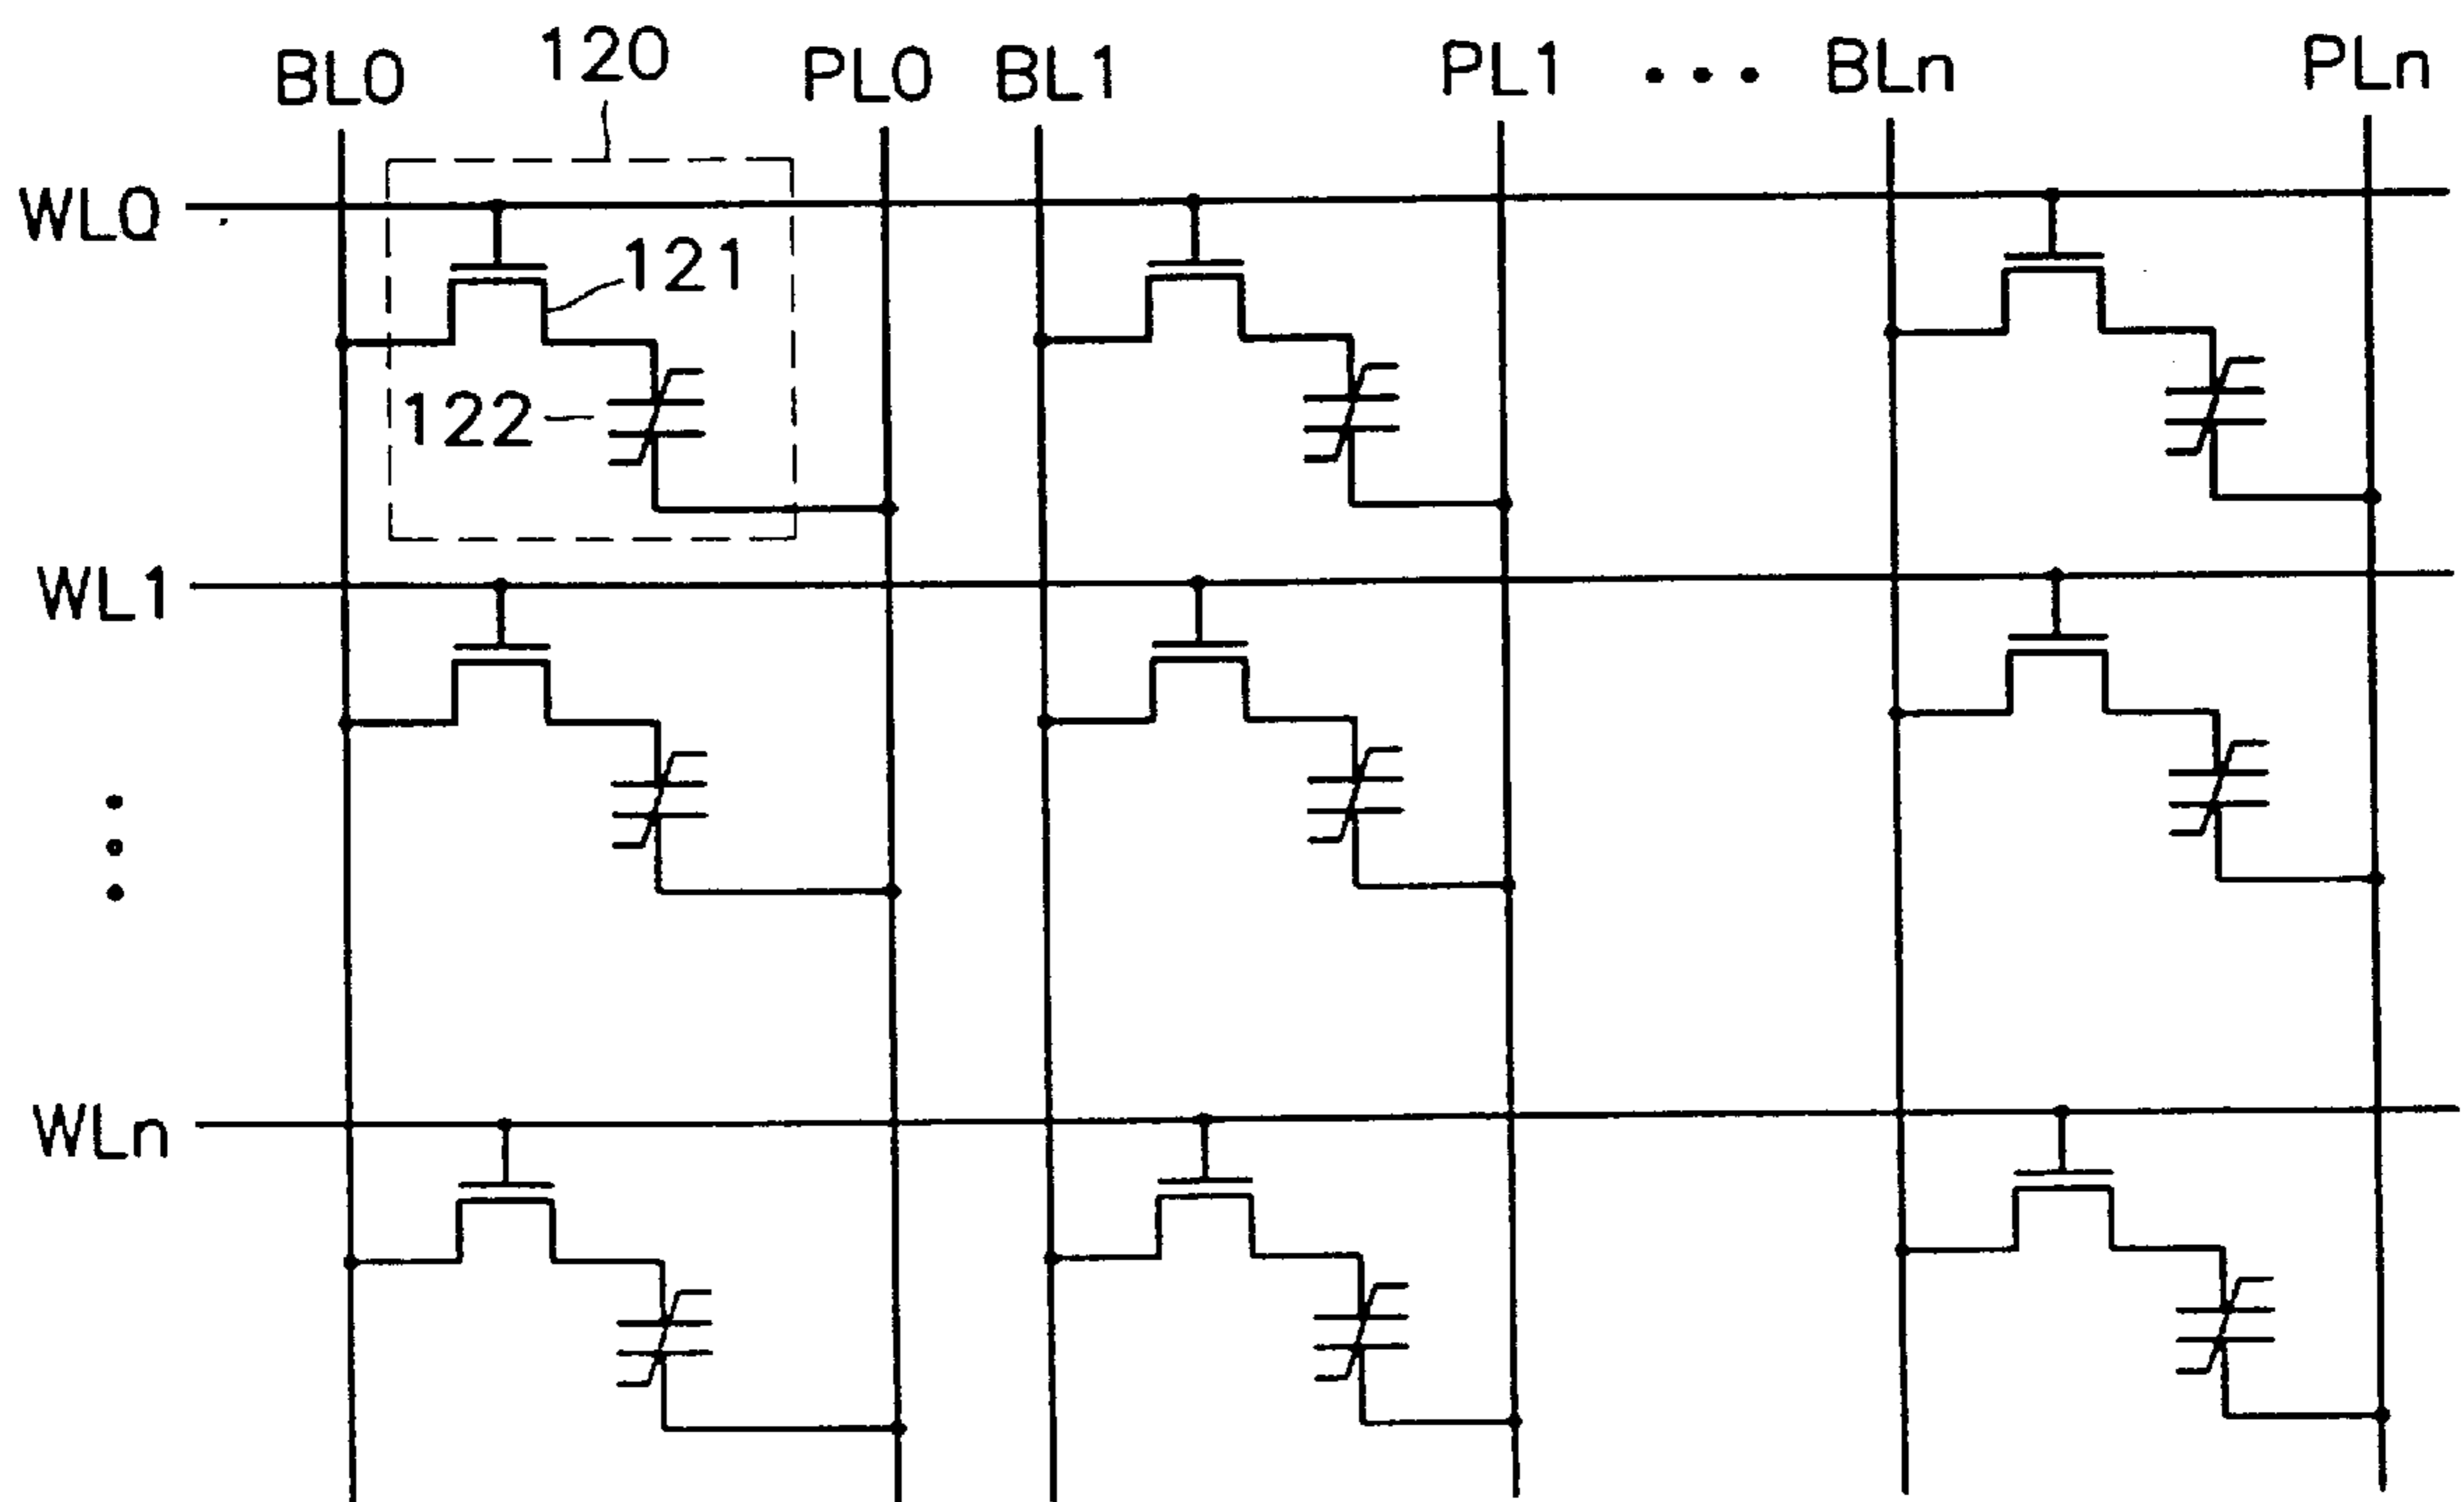 BL0 120 PL0 BL1 PL1 • • • BLn PLn
WL0
121
122
WL1
WLn